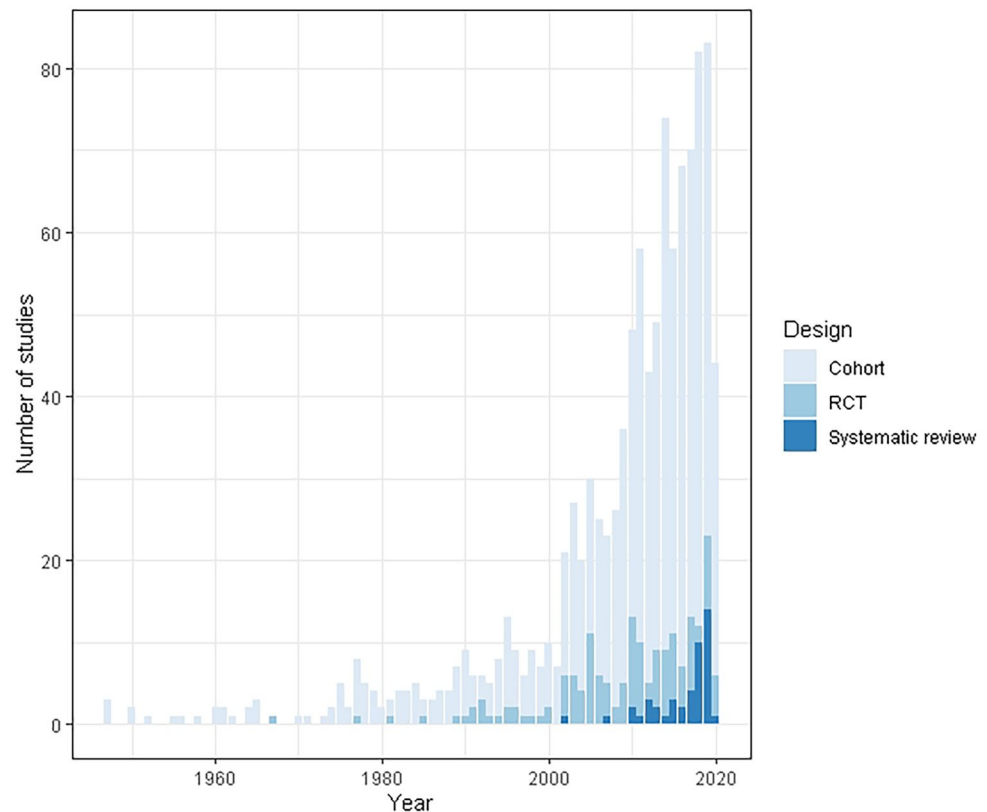 Number of studies
80
60
40
20
0
1960
1980
2000
2020
Year
Design
Cohort
RCT
Systematic review